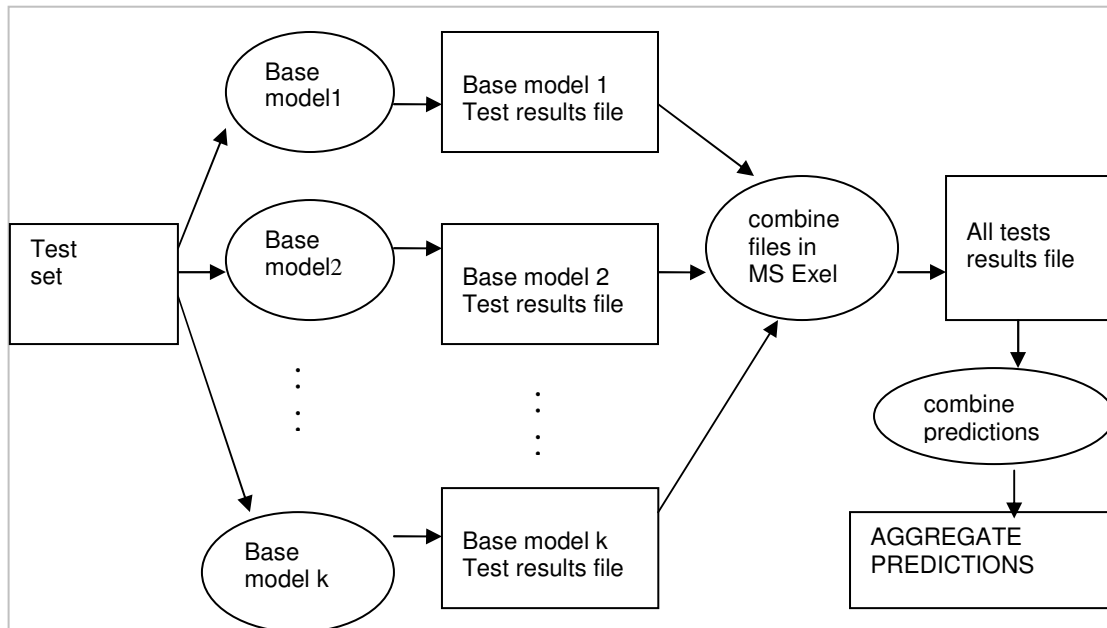 Test
set
Base
model1
Base model 1
Test results file
Base
model2
Base model 2
Test results file
Base
model k
Base model k
Test results file
combine
files in
MS Exel
All tests
results file
combine
predictions
AGGREGATE
PREDICTIONS